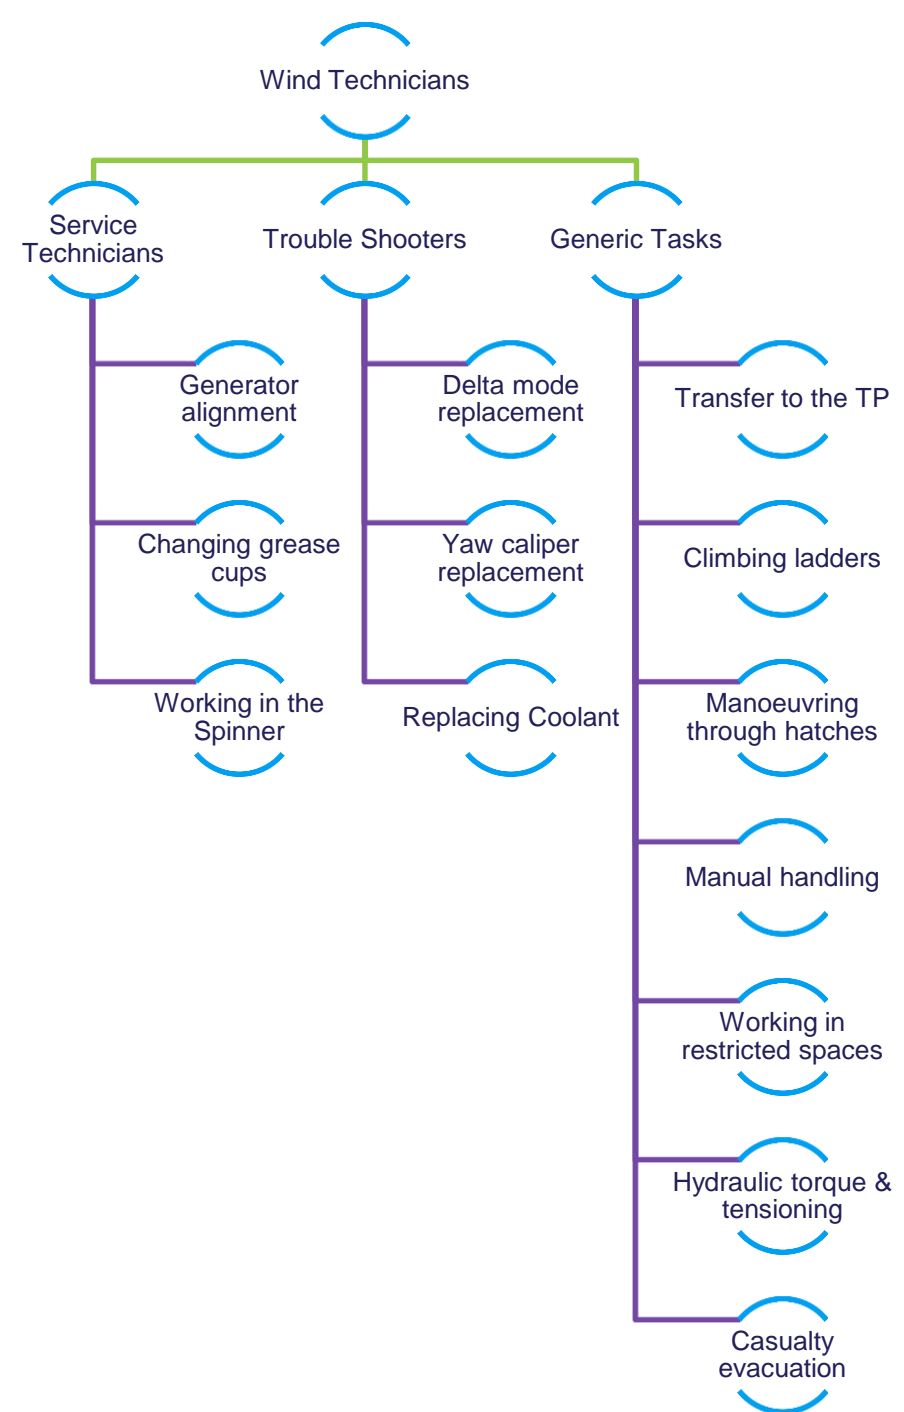 Wind Technicians
Service
Technicians
Trouble Shooters
Generic Tasks
Generator
alignment
Changing grease
cups
Working in the
Spinner
Delta mode
replacement
Yaw caliper
replacement
Replacing Coolant
Transfer to the TP
Climbing ladders
Manoeuvring
through hatches
Manual handling
Working in
restricted spaces
Hydraulic torque &
tensioning
Casualty
evacuation